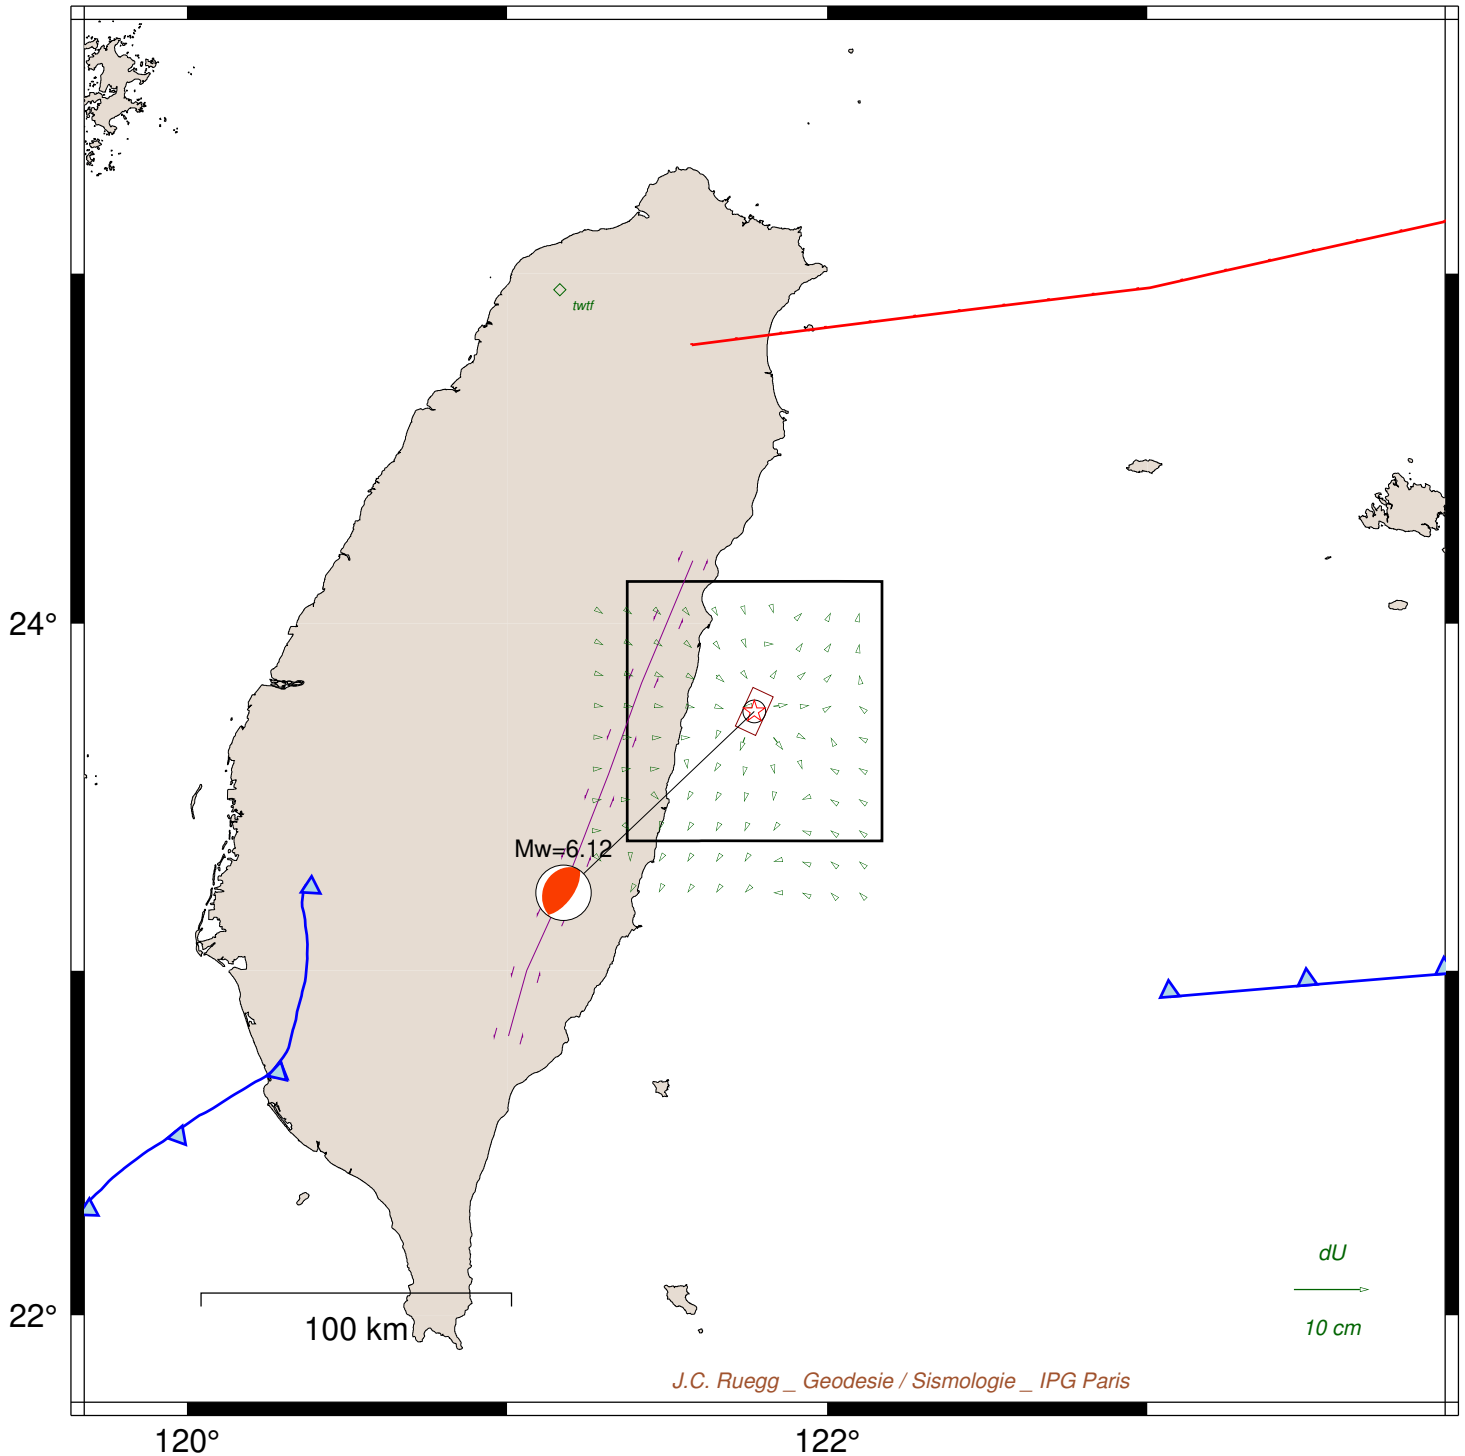 twtf
24°
Mw=6.12
dU
22°
10 cm
100 km
J.C. Ruegg _ Geodesie / Sismologie _ IPG Paris
120°
122°